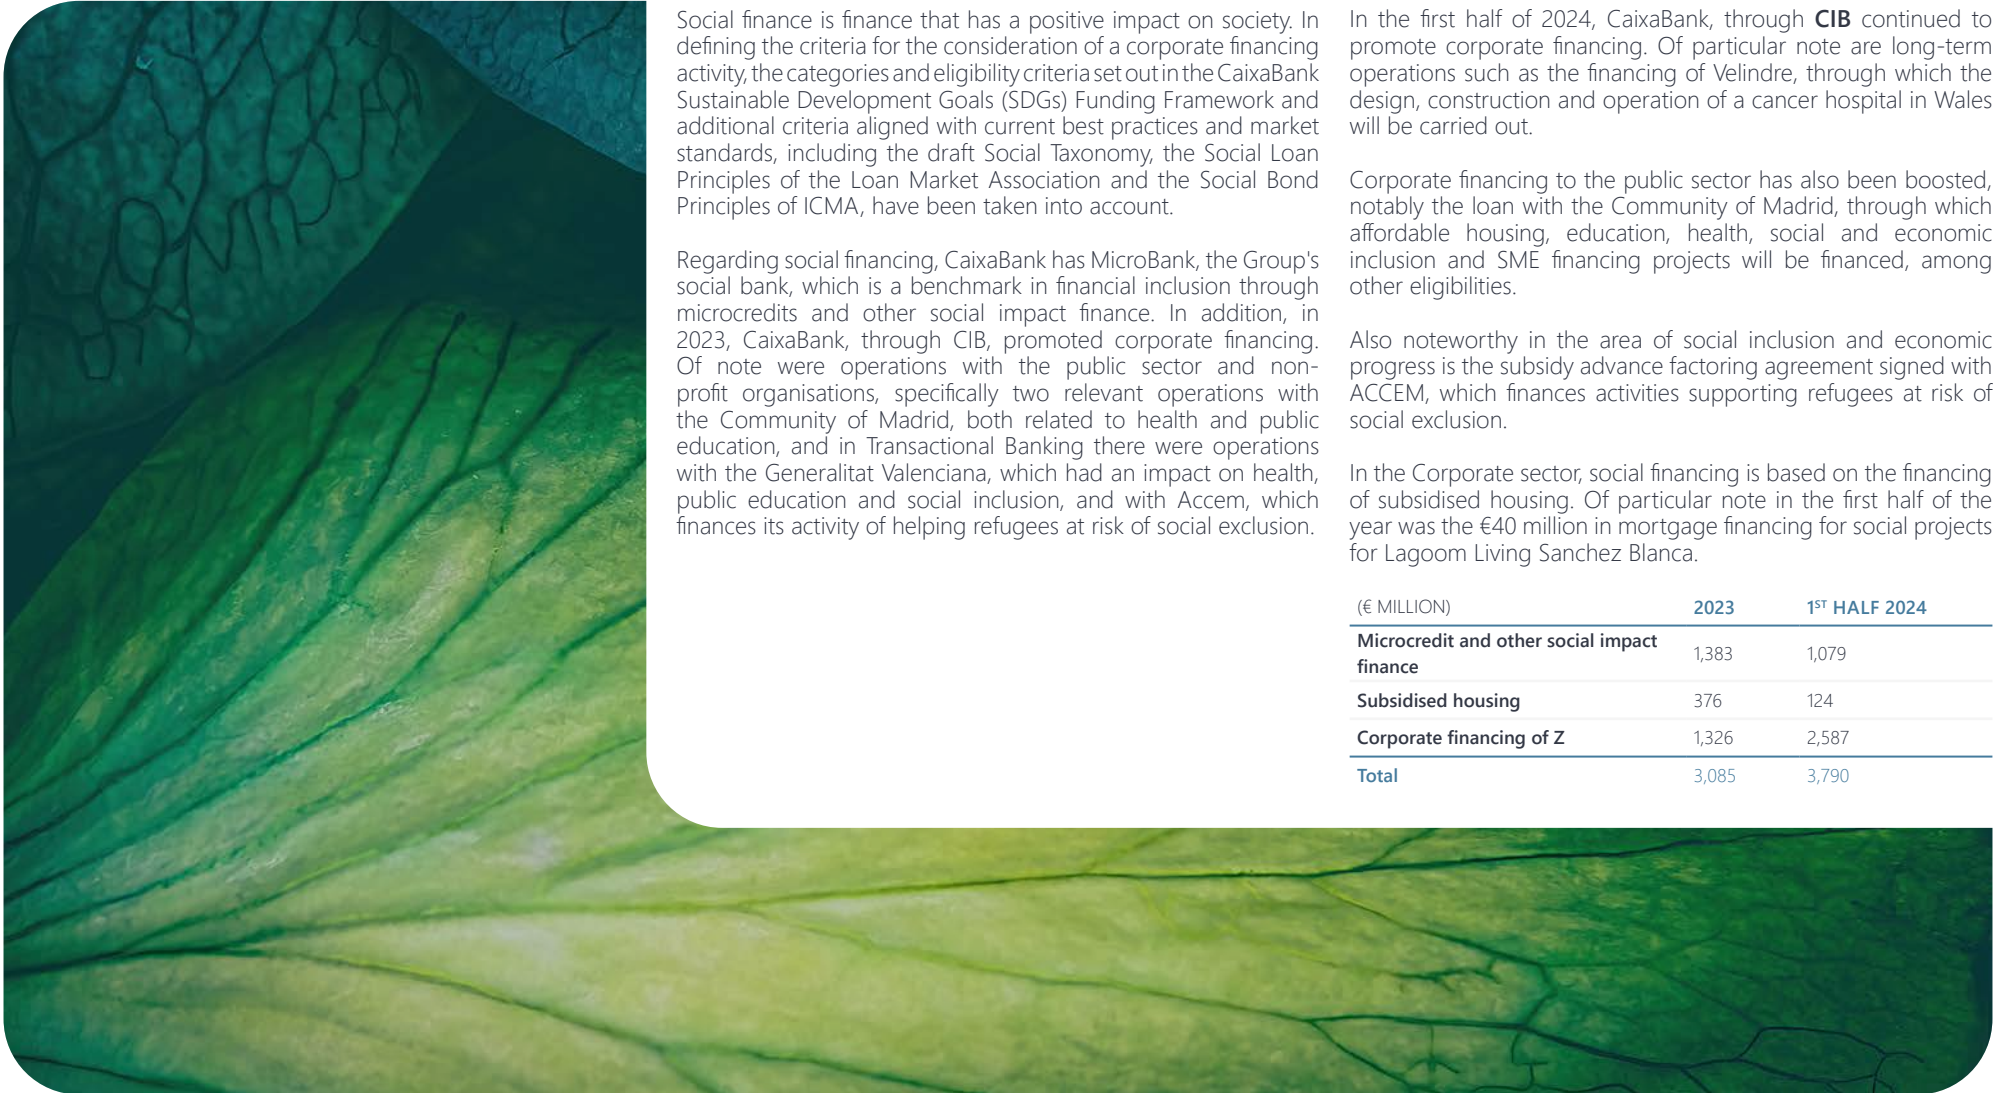 Social finance is finance that has a positive impact on society. In
defining the criteria for the consideration of a corporate financing
activity, the categories and eligibility criteria set out in the CaixaBank
Sustainable Development Goals (SDGs) Funding Framework and
additional criteria aligned with current best practices and market
standards, including the draft Social Taxonomy, the Social Loan
Principles of the Loan Market Association and the Social Bond
Principles of ICMA, have been taken into account.
Regarding social financing, CaixaBank has MicroBank, the Group's
social bank, which is a benchmark in financial inclusion through
microcredits and other social impact finance. In addition, in
2023, CaixaBank, through CIB, promoted corporate financing.
Of note were operations with the public sector and non-
profit organisations, specifically two relevant operations with
the Community of Madrid, both related to health and public
education, and in Transactional Banking there were operations
with the Generalitat Valenciana, which had an impact on health,
public education and social inclusion, and with Accem, which
finances its activity of helping refugees at risk of social exclusion.
In the first half of 2024, CaixaBank, through CIB continued to
promote corporate financing. Of particular note are long-term
operations such as the financing of Velindre, through which the
design, construction and operation of a cancer hospital in Wales
will be carried out.
Corporate financing to the public sector has also been boosted,
notably the loan with the Community of Madrid, through which
affordable housing, education, health, social and economic
inclusion and SME financing projects will be financed, among
other eligibilities.
Also noteworthy in the area of social inclusion and economic
progress is the subsidy advance factoring agreement signed with
ACCEM, which finances activities supporting refugees at risk of
social exclusion.
In the Corporate sector, social financing is based on the financing
of subsidised housing. Of particular note in the first half of the
year was the €40 million in mortgage financing for social projects
for Lagoom Living Sanchez Blanca.
(€ MILLION) 2023 1ST HALF 2024
Microcredit and other social impact
finance 1,383 1,079
Subsidised housing 376 124
Corporate financing of Z 1,326 2,587
Total 3,085 3,790